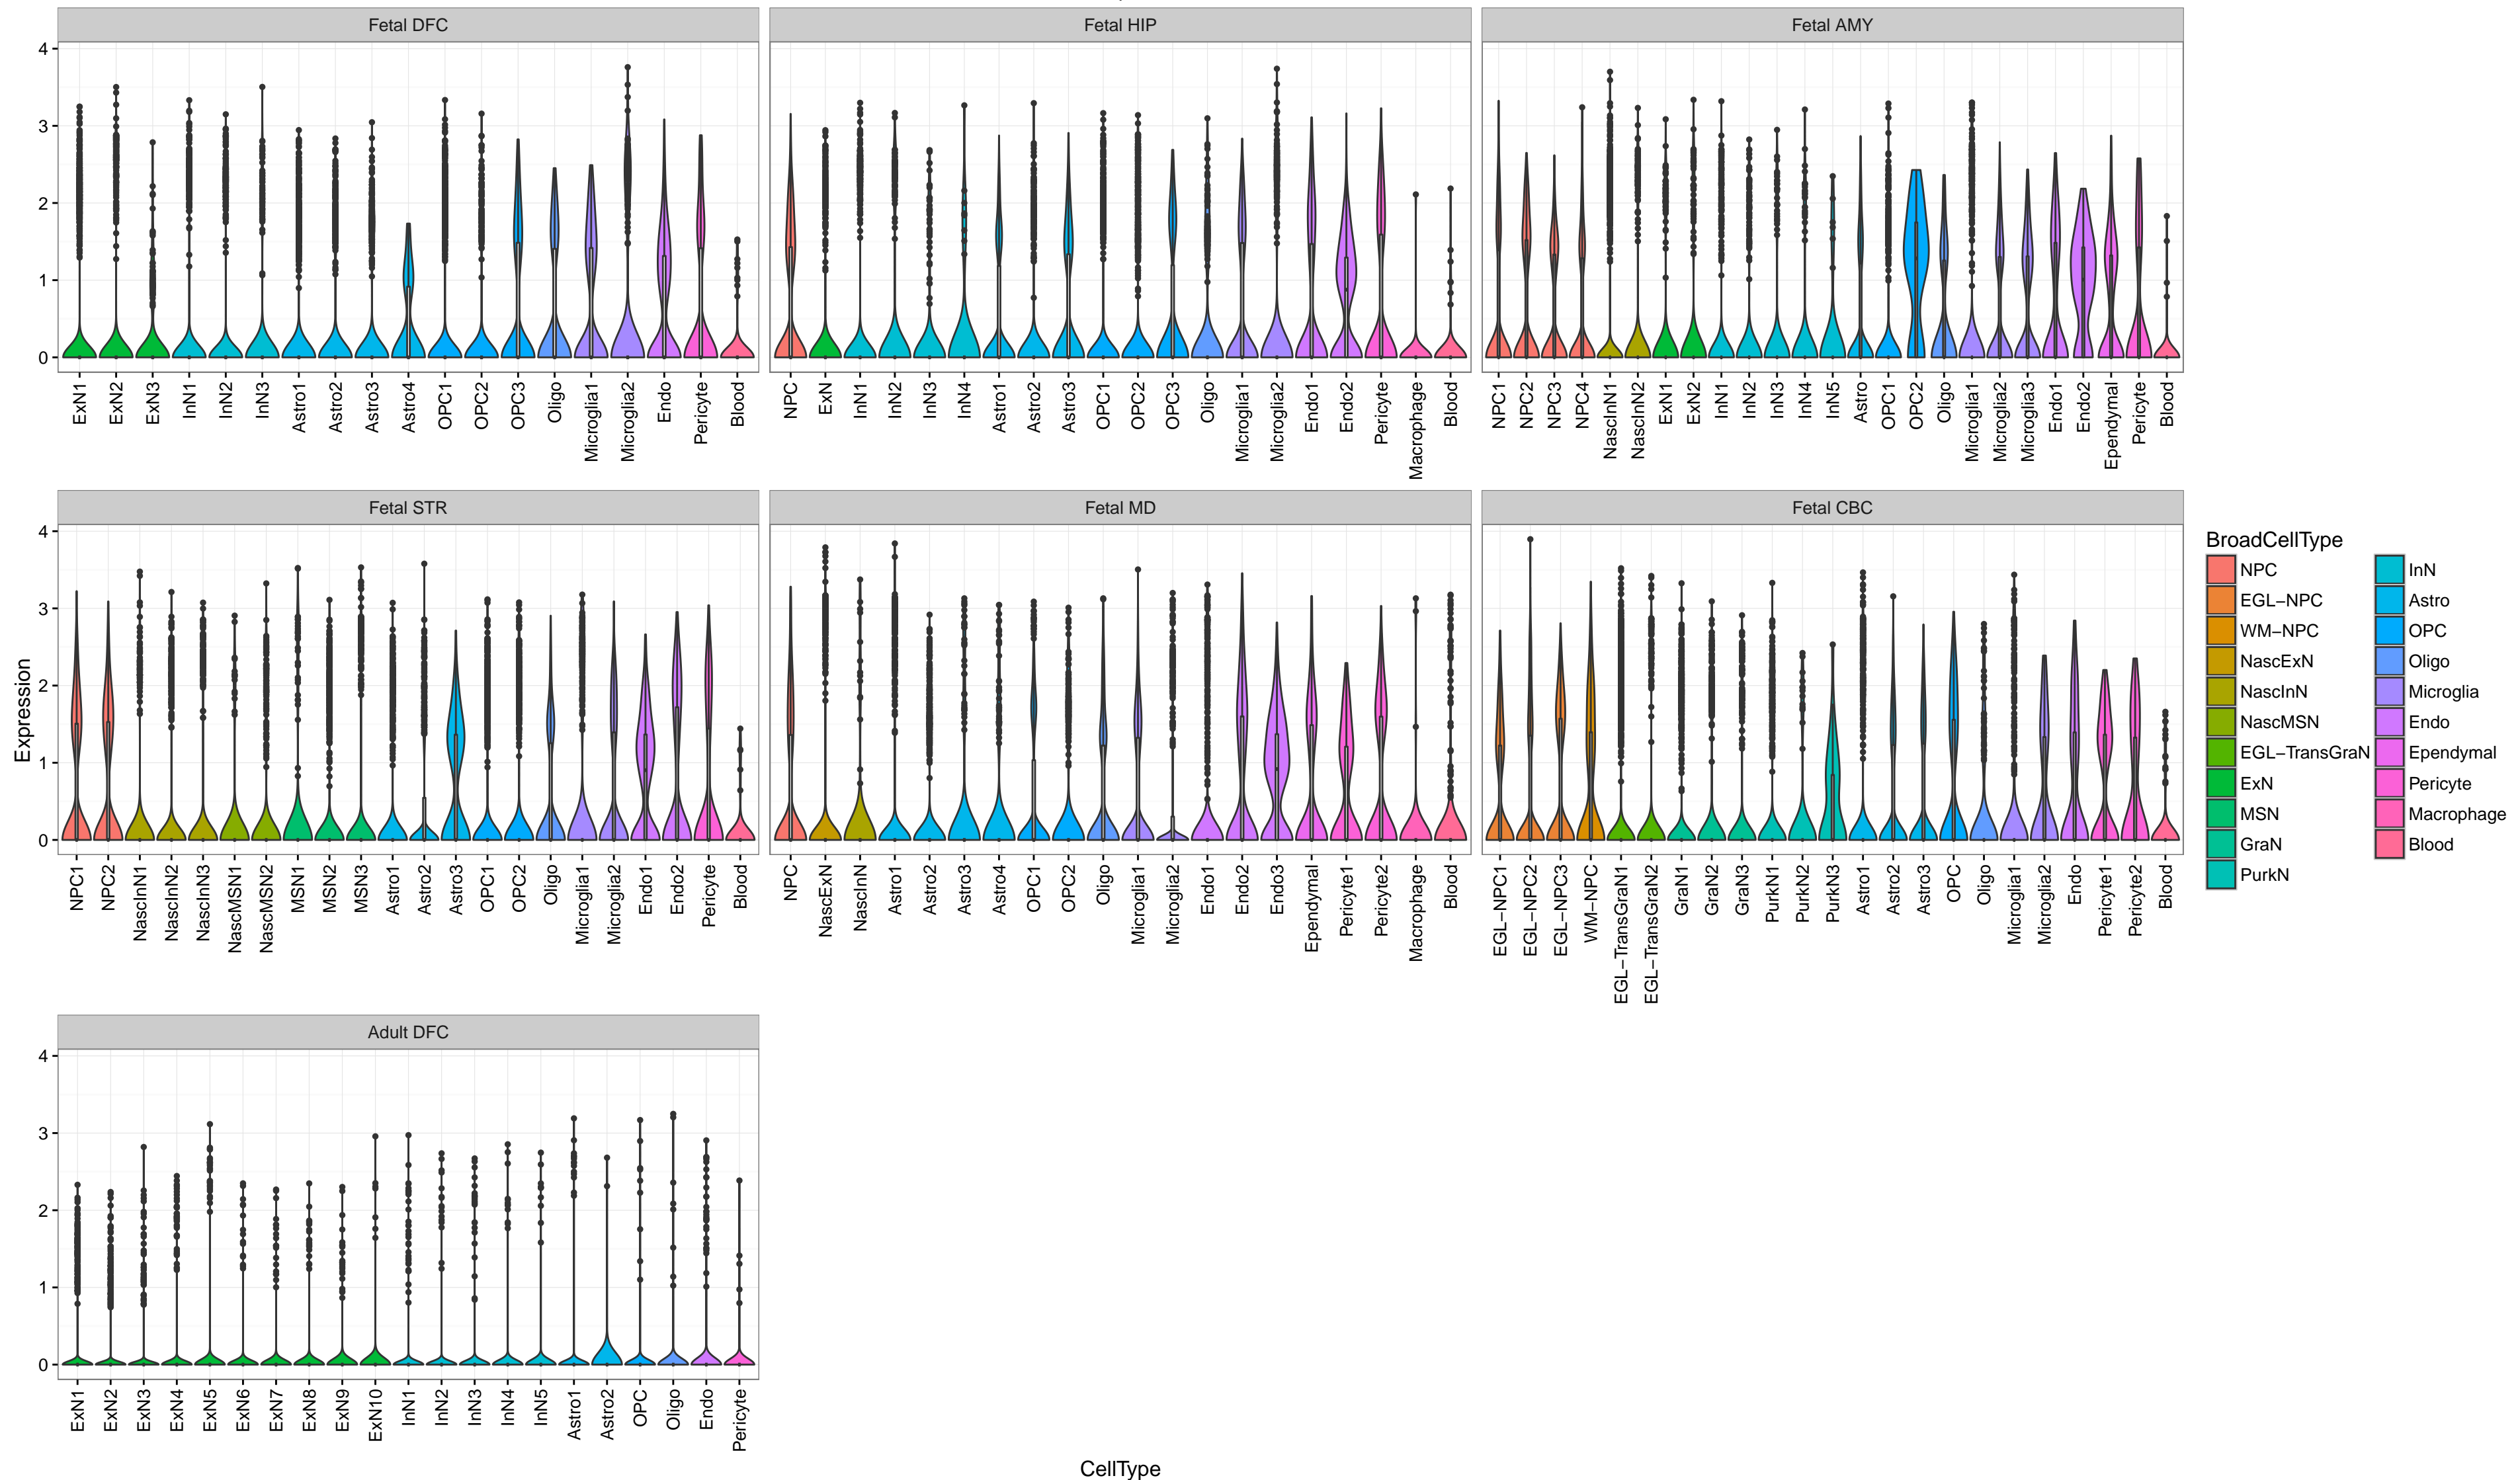 Fetal DFC
Fetal HIP
Fetal AMY
4
3
2
1
0
ExN1
ExN2
ExN3
InN1
InN2
InN3
Astro1
Astro2
Astro3
Astro4
OPC1
OPC2
OPC3
Oligo
Microglia1
Microglia2
Endo
Pericyte
Blood
NPC
ExN
InN1
InN2
InN3
InN4
Astro1
Astro2
Astro3
OPC1
OPC2
OPC3
Oligo
Microglia1
Microglia2
Endo1
Endo2
Pericyte
Macrophage
Blood
NPC1
NPC2
NPC3
NPC4
NascInN1
NascInN2
ExN1
ExN2
InN1
InN2
InN3
InN4
InN5
Astro
OPC1
OPC2
Oligo
Microglia1
Microglia2
Microglia3
Endo1
Endo2
Ependymal
Pericyte
Blood
Fetal STR
Fetal MD
Fetal CBC
Expression
4
3
2
1
0
NPC1
NPC2
NascInN1
NascInN2
NascInN3
NascMSN1
NascMSN2
MSN1
MSN2
MSN3
Astro1
Astro2
Astro3
OPC1
OPC2
Oligo
Microglia1
Microglia2
Endo1
Endo2
Pericyte
Blood
NPC
NascExN
NascInN
Astro1
Astro2
Astro3
Astro4
OPC1
OPC2
Oligo
Microglia1
Microglia2
Endo1
Endo2
Endo3
Ependymal
Pericyte1
Pericyte2
Macrophage
Blood
EGL−NPC1
EGL−NPC2
EGL−NPC3
WM−NPC
EGL−TransGraN1
EGL−TransGraN2
GraN1
GraN2
GraN3
PurkN1
PurkN2
PurkN3
Astro1
Astro2
Astro3
OPC
Oligo
Microglia1
Microglia2
Endo
Pericyte1
Pericyte2
Blood
BroadCellType
NPC
EGL−NPC
WM−NPC
NascExN
NascInN
NascMSN
EGL−TransGraN
ExN
MSN
GraN
PurkN
InN
Astro
OPC
Oligo
Microglia
Endo
Ependymal
Pericyte
Macrophage
Blood
Adult DFC
4
3
2
1
0
ExN1
ExN2
ExN3
ExN4
ExN5
ExN6
ExN7
ExN8
ExN9
ExN10
InN1
InN2
InN3
InN4
InN5
Astro1
Astro2
OPC
Oligo
Endo
Pericyte
CellType